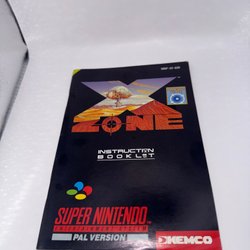 X
ZONE
INSTRUCTION
BOOKLET
SUPER NINTENDO
ENTERTAINMENT SYSTEM
PAL VERSION
KEMCO